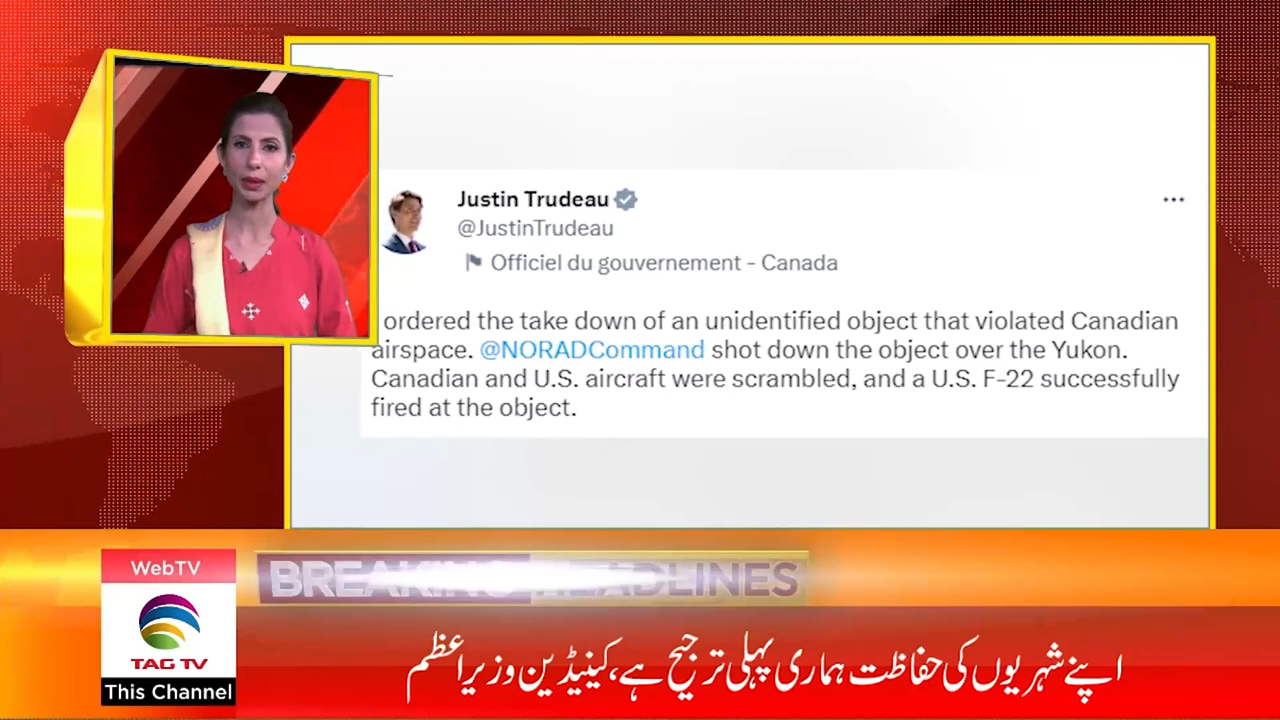 Justin Trudeau
@JustinTrudeau
Officiel du gouvernement - Canada
ordered the take down of an unidentified object that violated Canadian
airspace. @NORADCommand shot down the object over the Yukon.
Canadian and U.S. aircraft were scrambled, and a U.S. F-22 successfully
fired at the object.
WebTV
BREAKING HEADLINES
TAG TV
This Channel
اپنے شہریوں کی حفاظت ہماری پہلی ترجیح ہے، کینیڈین وزیراعظم